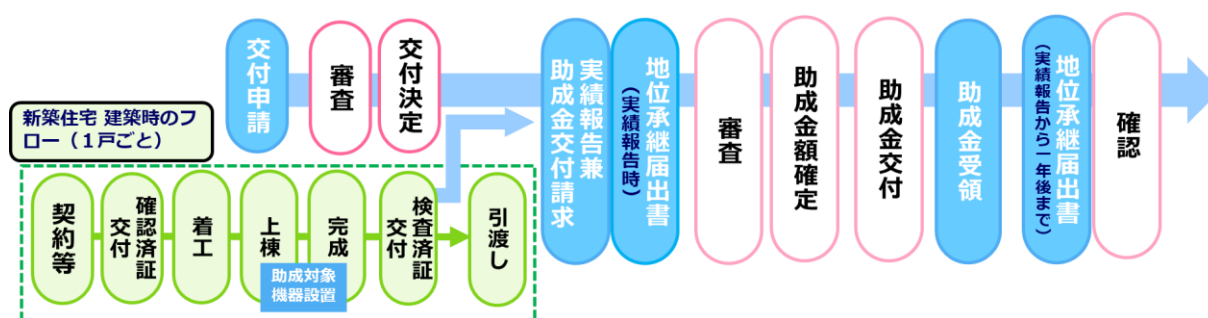 交付申請
審査
交付決定
実績報告兼
助成金交付請求
地位承継届出書
（実績報告時）
審査
助成金額確定
助成金交付
助成金受領
地位承継届出書
（実績報告から一年後まで）
確認
新築住宅 建築時のフ
ロー（１戸ごと）
契約等
確認済証
交付
着工
上棟
完成
助成対象
機器設置
検査済証
交付
引渡し